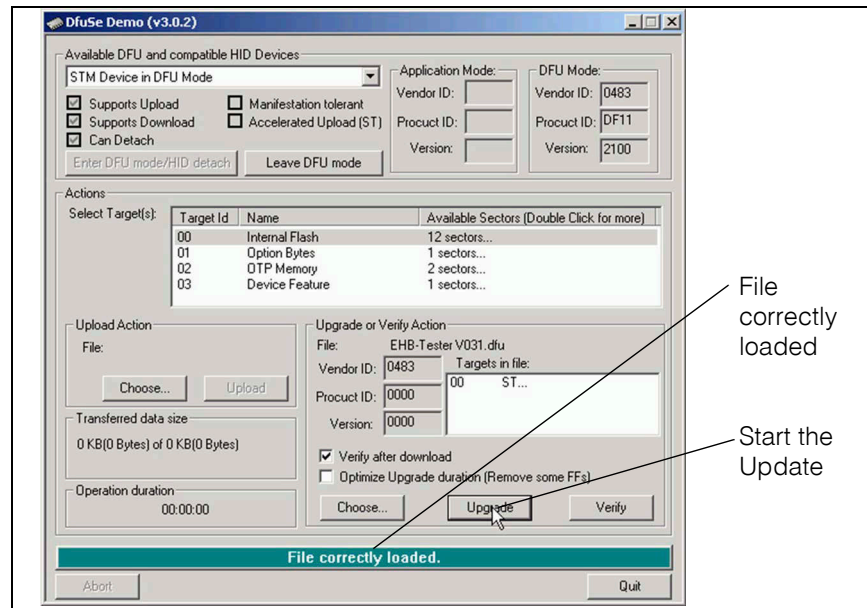 DfuSe Demo (v3.0.2)
Available DFU and compatible HID Devices
STM Device in DFU Mode
Supports Upload
Manifestation tolerant
Supports Download
Accelerated Upload (ST)
Can Detach
Enter DFU mode/HID detach
Leave DFU mode
Application Mode:
Vendor ID:
Procuct ID:
Version:
DFU Mode:
Vendor ID: 0483
Procuct ID: DF11
Version: 2100
Actions
Select Target(s):
Target Id Name Available Sectors (Double Click for more)
00 Internal Flash 12 sectors...
01 Option Bytes 1 sectors...
02 OTP Memory 2 sectors...
03 Device Feature 1 sectors...
Upload Action
File:
Choose... Upload
Transferred data size
0 KB(0 Bytes) of 0 KB(0 Bytes)
Operation duration
00:00:00
Upgrade or Verify Action
File: EHB-Tester V031.dfu
Vendor ID: 0483
Procuct ID: 0000
Version: 0000
Targets in file:
00 ST...
Verify after download
Optimize Upgrade duration (Remove some FFs)
Choose... Upgrade Verify
File correctly loaded.
Abort Quit
File
correctly
loaded
Start the
Update